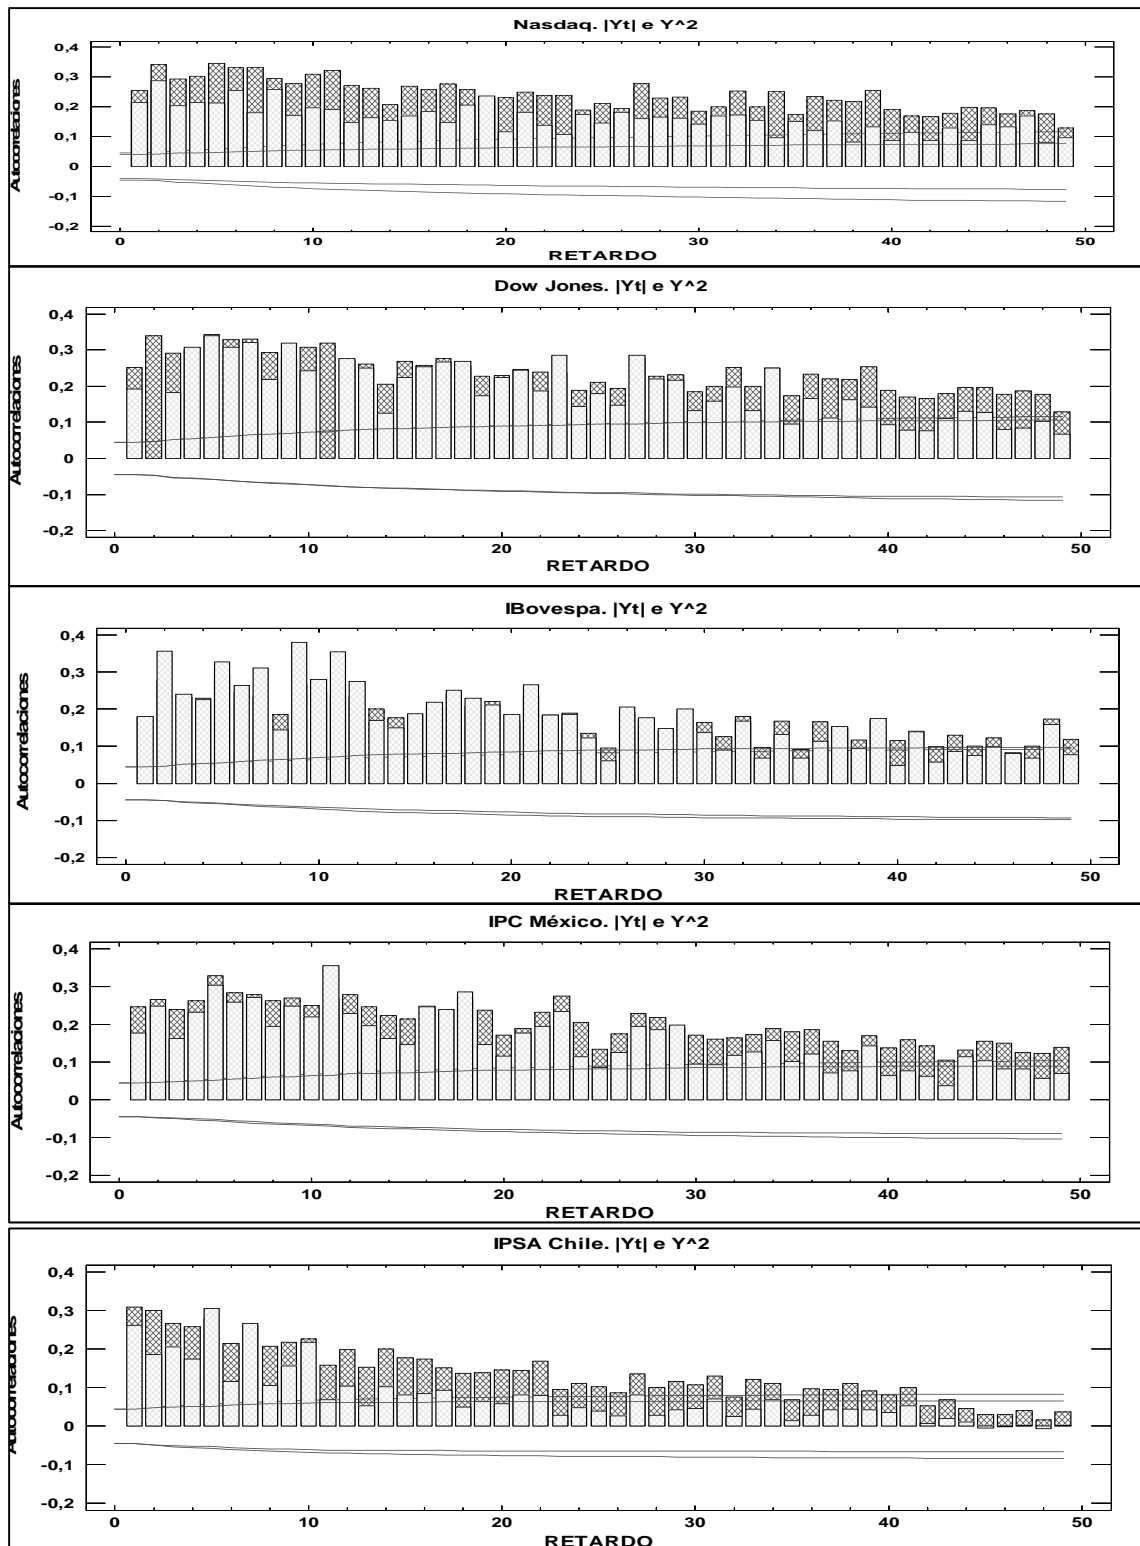 Nasdaq. |Yt| e Y^2
Autocorrelaciones
0,4
0,3
0,2
0,1
0
-0,1
-0,2
0 10 20 30 40 50
RETARDO
Dow Jones. |Yt| e Y^2
Autocorrelaciones
0,4
0,3
0,2
0,1
0
-0,1
-0,2
0 10 20 30 40 50
RETARDO
IBovespa. |Yt| e Y^2
Autocorrelaciones
0,4
0,3
0,2
0,1
0
-0,1
-0,2
0 10 20 30 40 50
RETARDO
IPC México. |Yt| e Y^2
Autocorrelaciones
0,4
0,3
0,2
0,1
0
-0,1
-0,2
0 10 20 30 40 50
RETARDO
IPSA Chile. |Yt| e Y^2
Autocorrelaciones
0,4
0,3
0,2
0,1
0
-0,1
-0,2
0 10 20 30 40 50
RETARDO